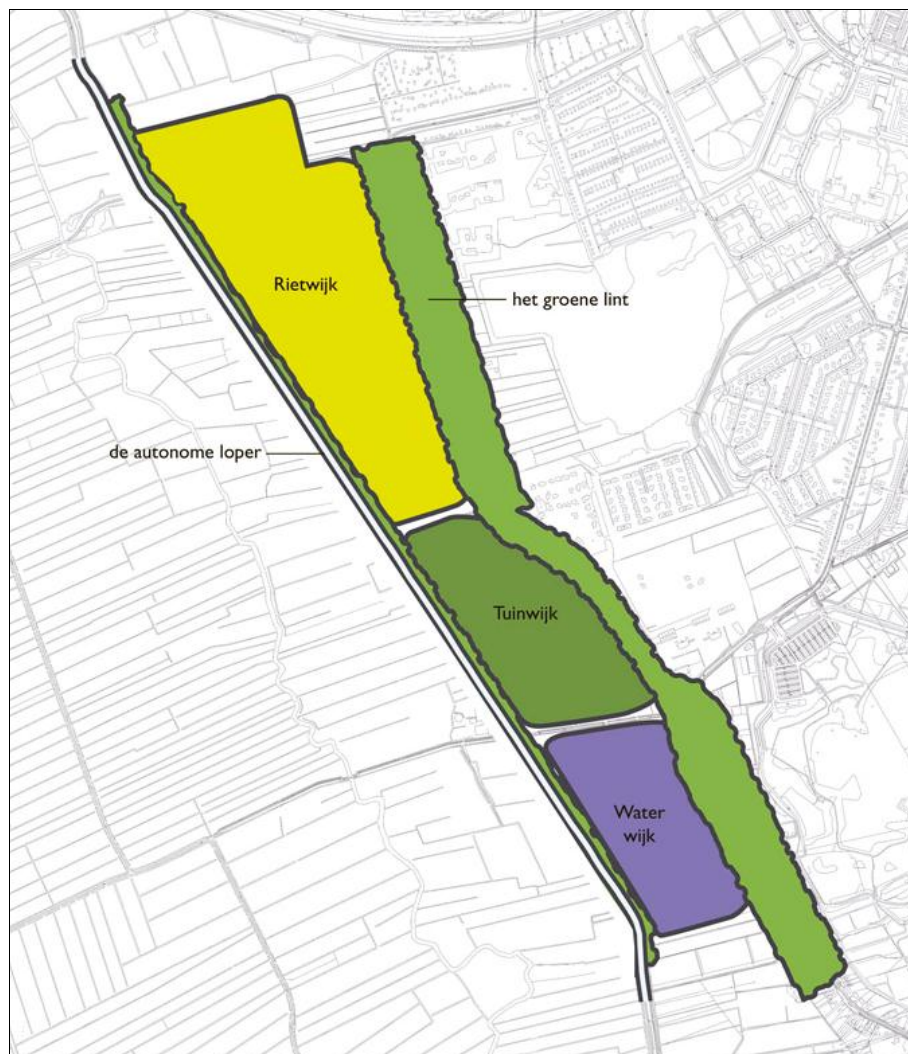 Rietwijk
het groene lint
de autonome loper
Tuinwijk
Water
wijk